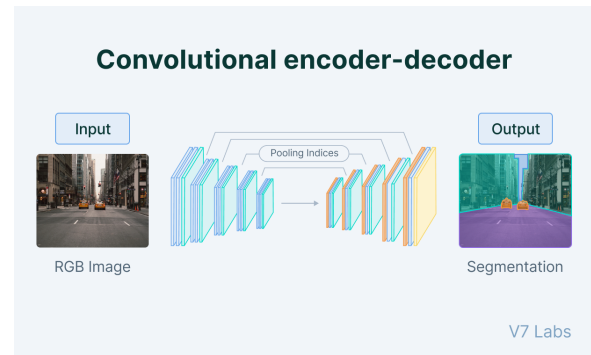 Convolutional encoder-decoder
Input
Output
Pooling Indices
RGB Image
Segmentation
V7 Labs